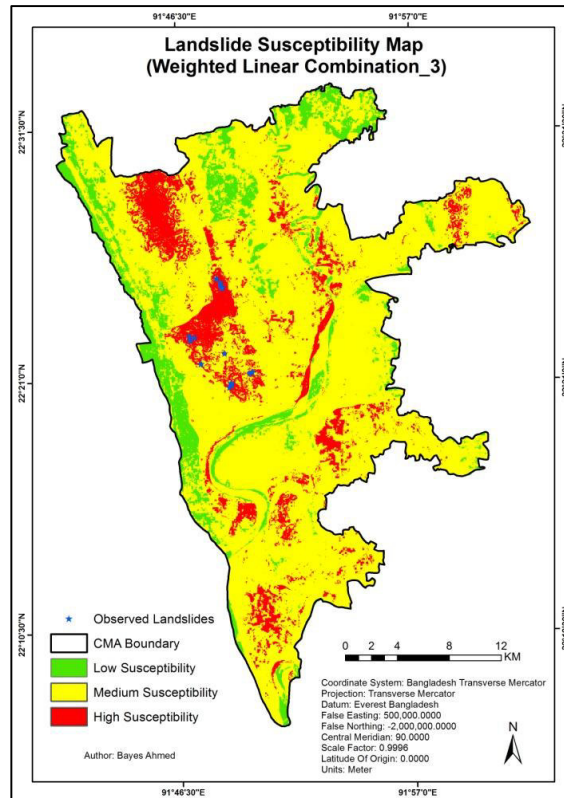 91°46'30"E
91°57'0"E
Landslide Susceptibility Map
(Weighted Linear Combination_3)
22°31'30"N
22°21'0"N
22°10'30"N
Observed Landslides
CMA Boundary
Low Susceptibility
Medium Susceptibility
High Susceptibility
Author: Bayes Ahmed
0 2 4 8 12
KM
Coordinate System: Bangladesh Transverse Mercator
Projection: Transverse Mercator
Datum: Everest Bangladesh
False Easting: 500,000.0000
False Northing: -2,000,000.0000
Central Meridian: 90.0000
Scale Factor: 0.9996
Latitude Of Origin: 0.0000
Units: Meter
N
91°46'30"E
91°57'0"E